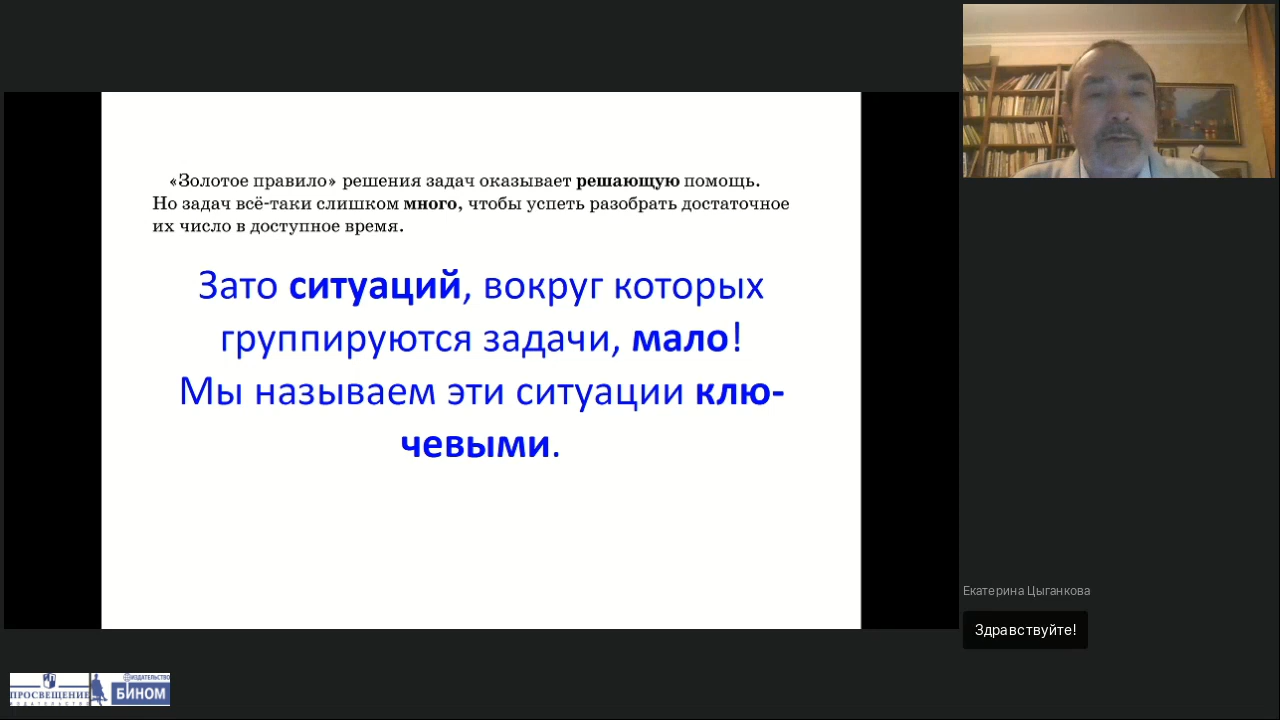 «Золотое правило» решения задач оказывает решающую помощь.
Но задач всё-таки слишком много, чтобы успеть разобрать достаточное
их число в доступное время.
Зато ситуаций, вокруг которых
группируются задачи, мало!
Мы называем эти ситуации клю-
чевыми.
Екатерина Цыганкова
Здравствуйте!
ПРОСВЕЩЕНИЕ
ИЗДАТЕЛЬСТВО
ИЗДАТЕЛЬСТВО
БИНОМ